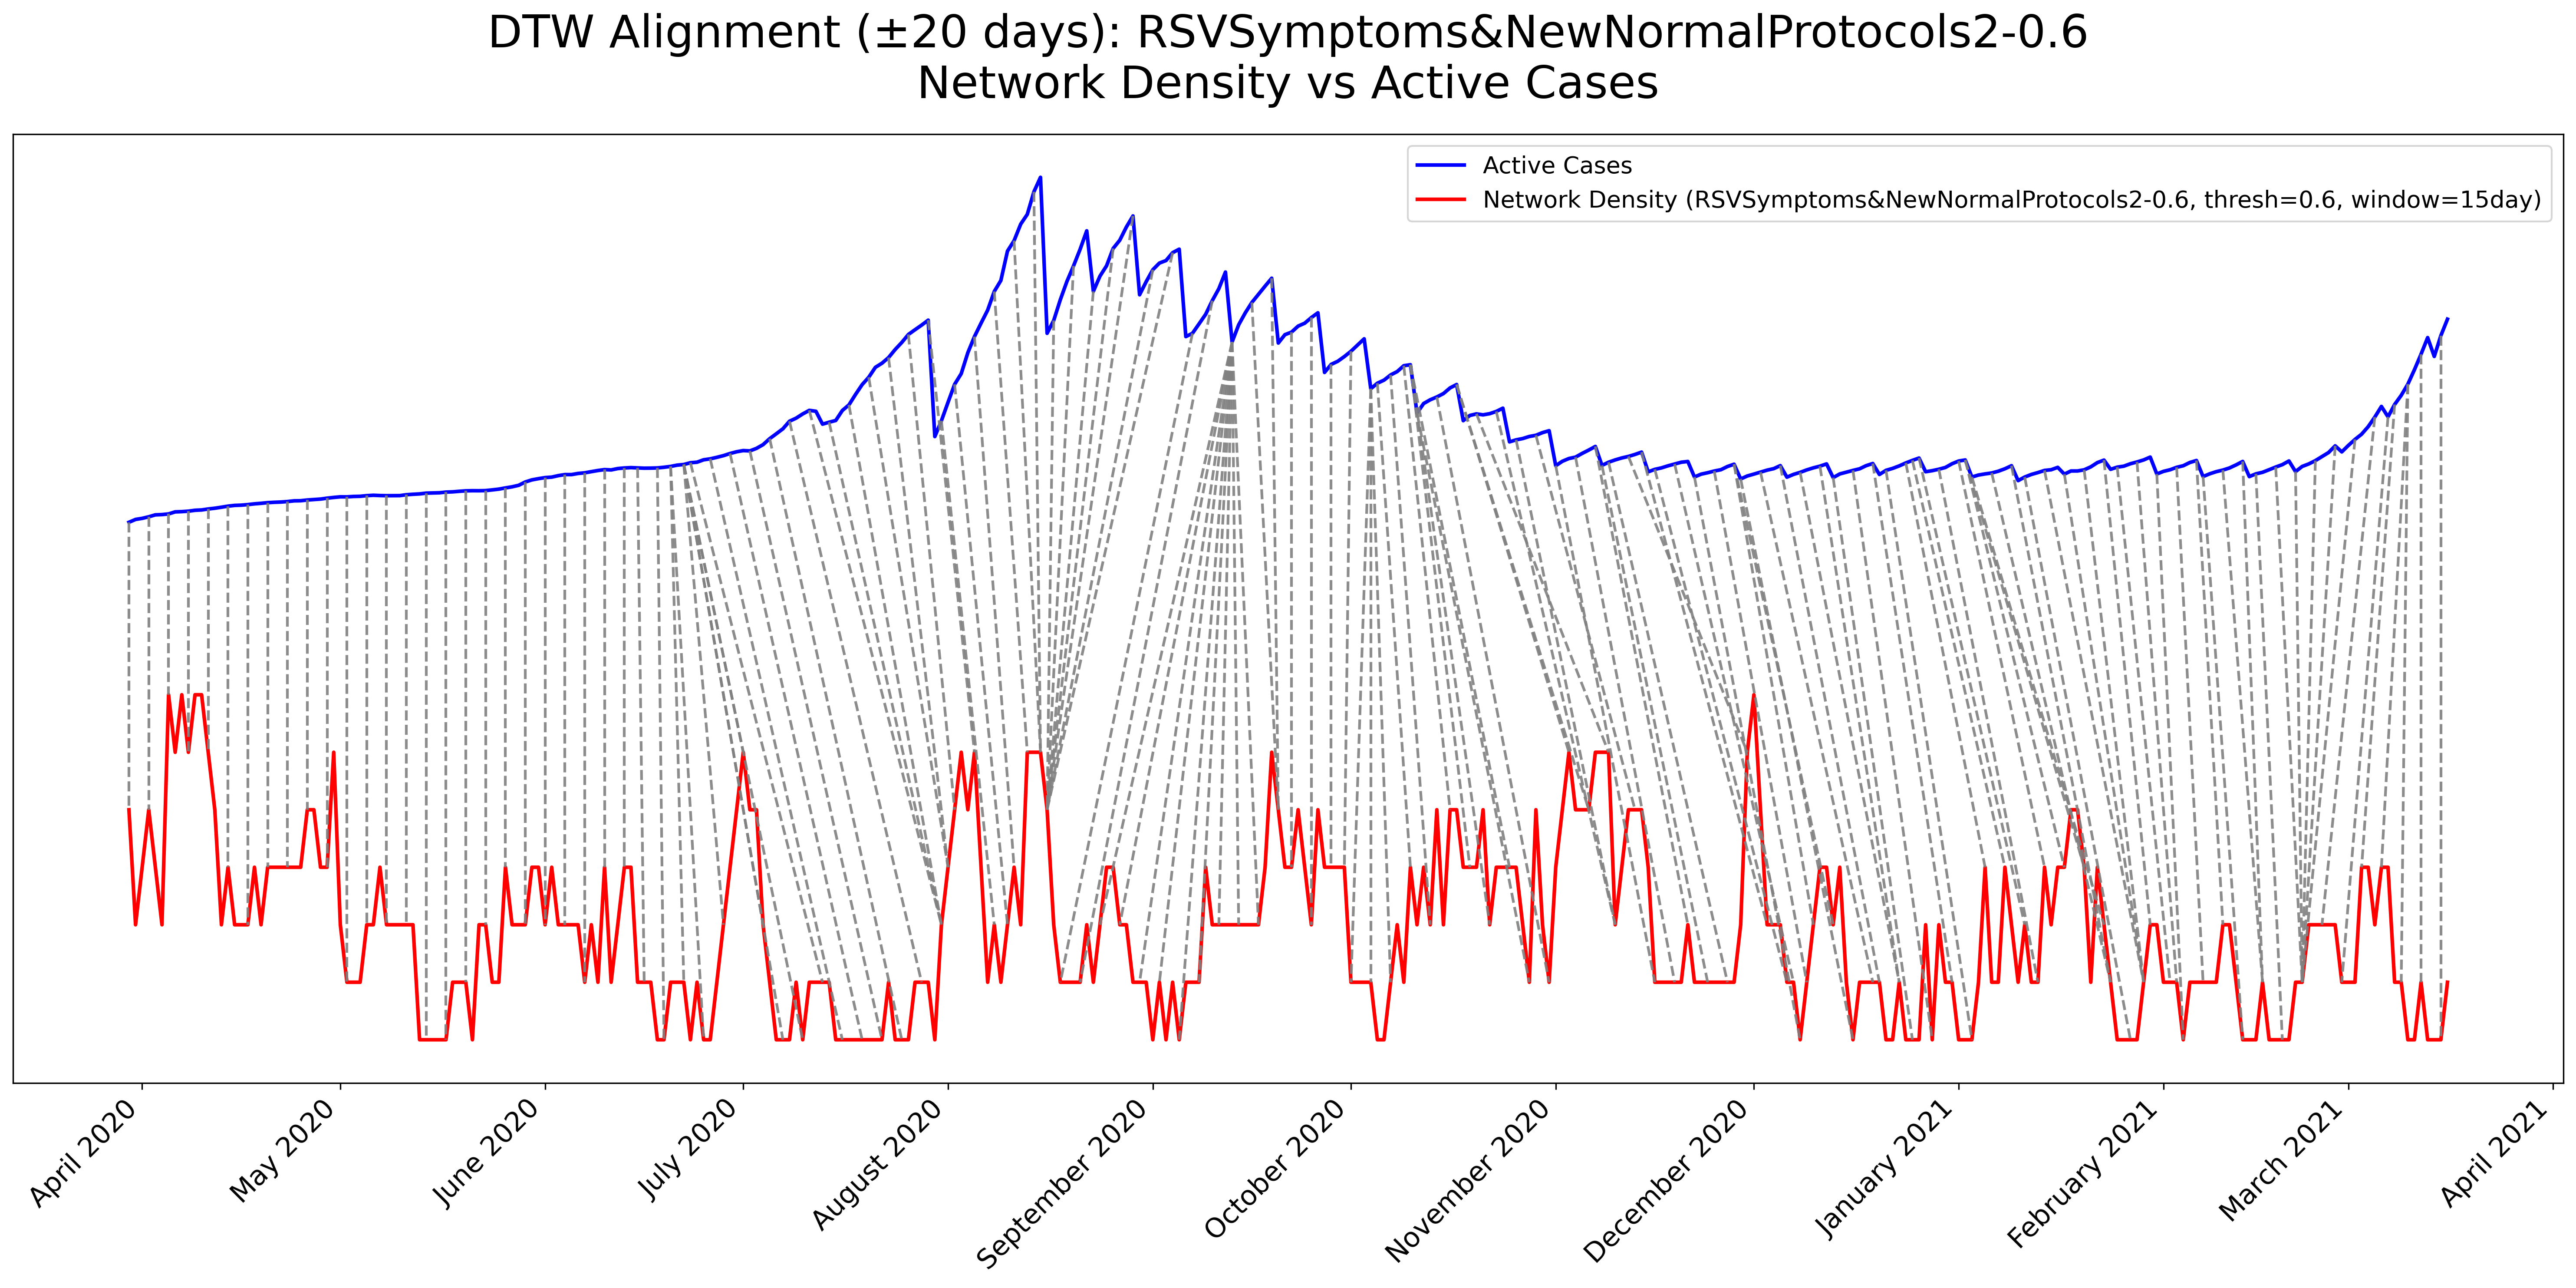 DTW Alignment (±20 days): RSVSymptoms&NewNormalProtocols2-0.6
Network Density vs Active Cases
Active Cases
Network Density (RSVSymptoms&NewNormalProtocols2-0.6, thresh=0.6, window=15day)
April 2020
May 2020
June 2020
July 2020
August 2020
September 2020
October 2020
November 2020
December 2020
January 2021
February 2021
March 2021
April 2021